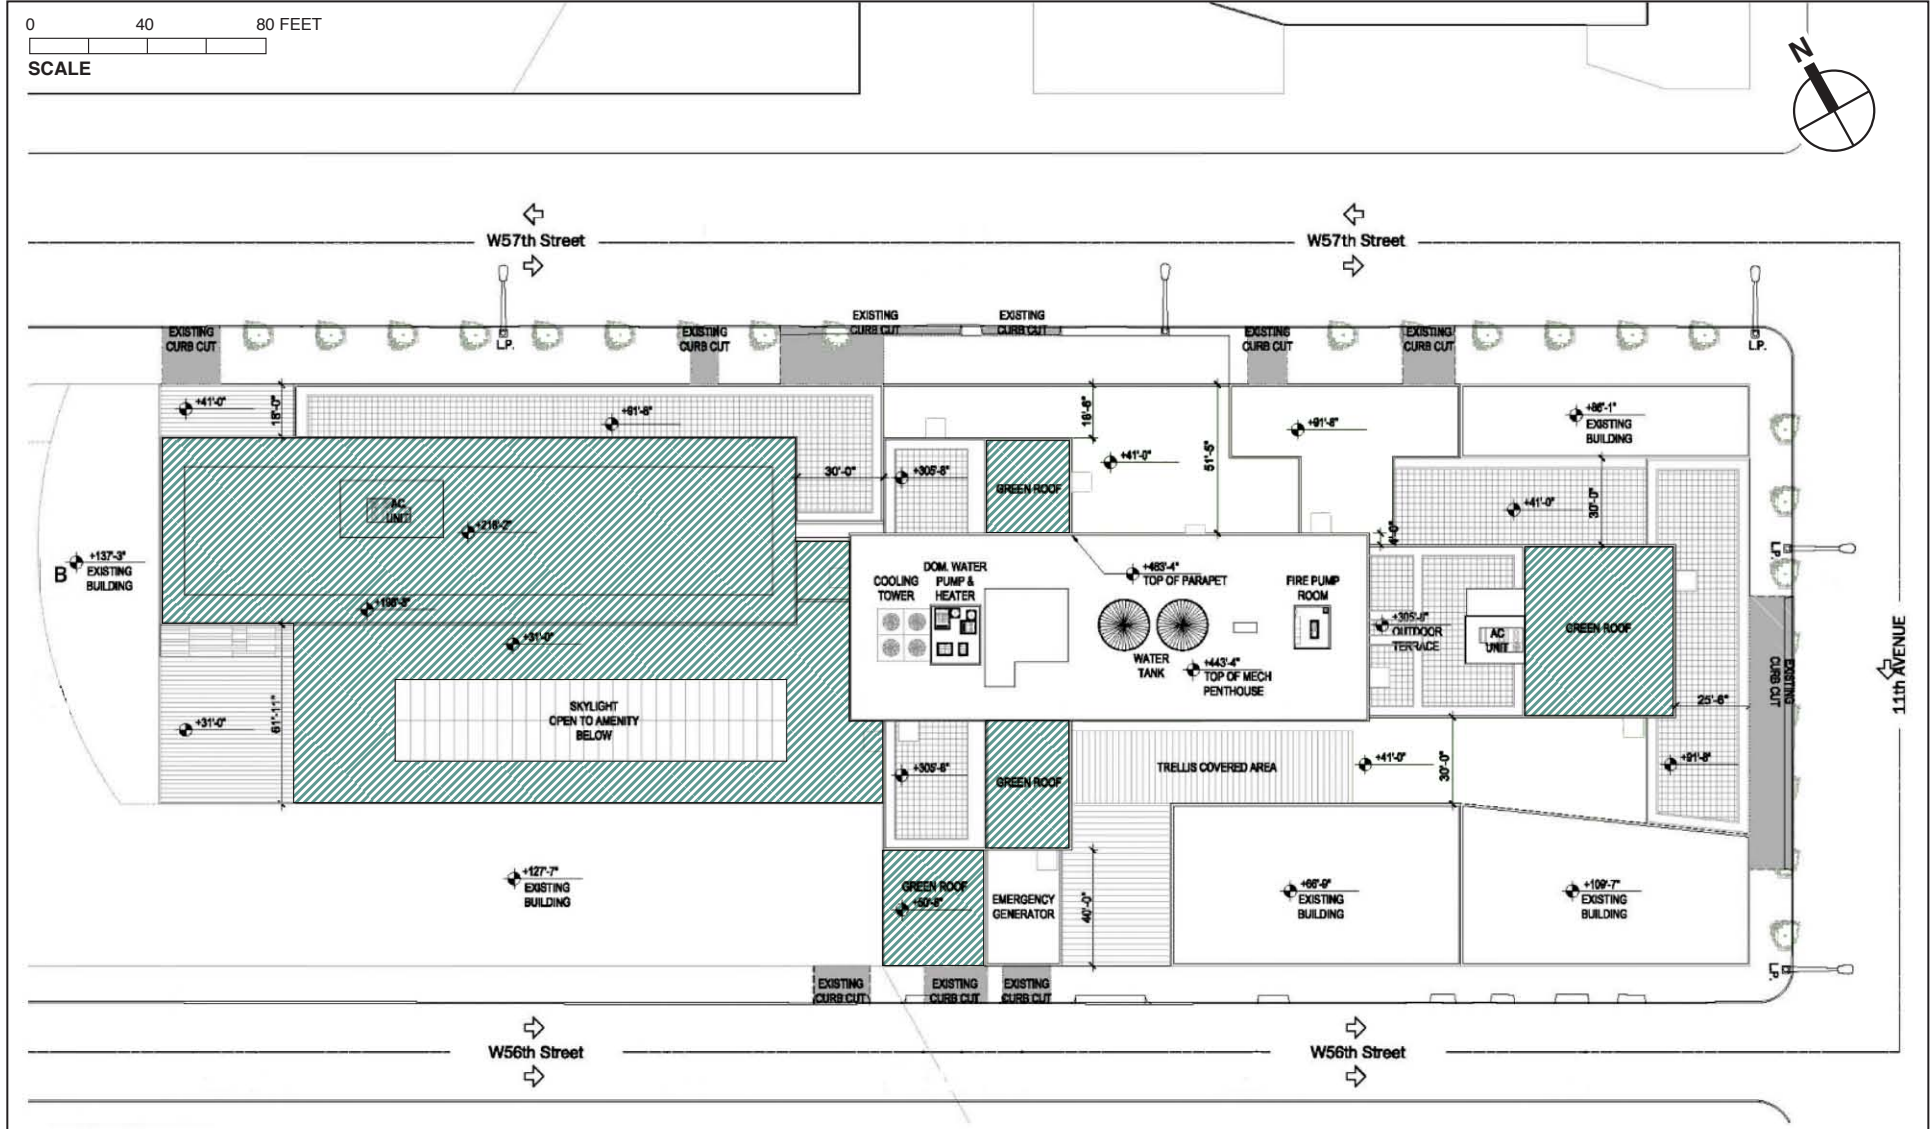 0 40 80 FEET
SCALE
N
W57th Street
W57th Street
EXISTING
CURB CUT
L.P.
EXISTING
CURB CUT
EXISTING
CURB CUT
EXISTING
CURB CUT
EXISTING
CURB CUT
EXISTING
CURB CUT
L.P.
+41'-0"
18'-0"
+91'-8"
16'-6"
51'-5"
+91'-8"
+86'-1"
EXISTING
BUILDING
30'-0"
+305'-8"
GREEN ROOF
+41'-0"
+41'-0"
30'-0"
AC
UNIT
+218'-2"
4'-0"
B
+137'-3"
EXISTING
BUILDING
+198'-8"
+31'-0"
COOLING
TOWER
DOM. WATER
PUMP &
HEATER
+463'-4"
TOP OF PARAPET
FIRE PUMP
ROOM
WATER
TANK
+443'-4"
TOP OF MECH
PENTHOUSE
+305'-8"
OUTDOOR
TERRACE
AC
UNIT
GREEN ROOF
L.P.
EXISTING
CURB CUT
11th AVENUE
25'-6"
SKYLIGHT
OPEN TO AMENITY
BELOW
+31'-0"
61'-11"
+305'-8"
GREEN ROOF
TRELLIS COVERED AREA
+41'-0"
30'-0"
+91'-8"
+127'-7"
EXISTING
BUILDING
GREEN ROOF
+50'-8"
EMERGENCY
GENERATOR
40'-0"
+66'-9"
EXISTING
BUILDING
+109'-7"
EXISTING
BUILDING
L.P.
EXISTING
CURB CUT
EXISTING
CURB CUT
EXISTING
CURB CUT
W56th Street
W56th Street